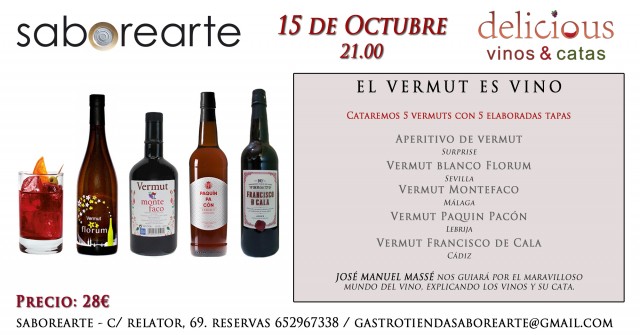 saborearte
15 de Octubre
21.00
delicious
vinos & catas
EL VERMUT ES VINO
Cataremos 5 vermuts con 5 elaboradas tapas
Aperitivo de vermut
Surprise
Vermut blanco Florum
Sevilla
Vermut Montefaco
Málaga
Vermut Paquin Pacón
Lebrija
Vermut Francisco de Cala
Cádiz
JOSÉ MANUEL MASSÉ NOS GUIARÁ POR EL MARAVILLOSO
MUNDO DEL VINO, EXPLICANDO LOS VINOS Y SU CATA.
Vermut
florum
Vermut
monte
faco
PAQUÍN
PA
CÓN
FRANCISCO
CALA
Precio: 28€
SABOREARTE - C/ RELATOR, 69. RESERVAS 652967338 / GASTROTIENDASABOREARTE@GMAIL.COM